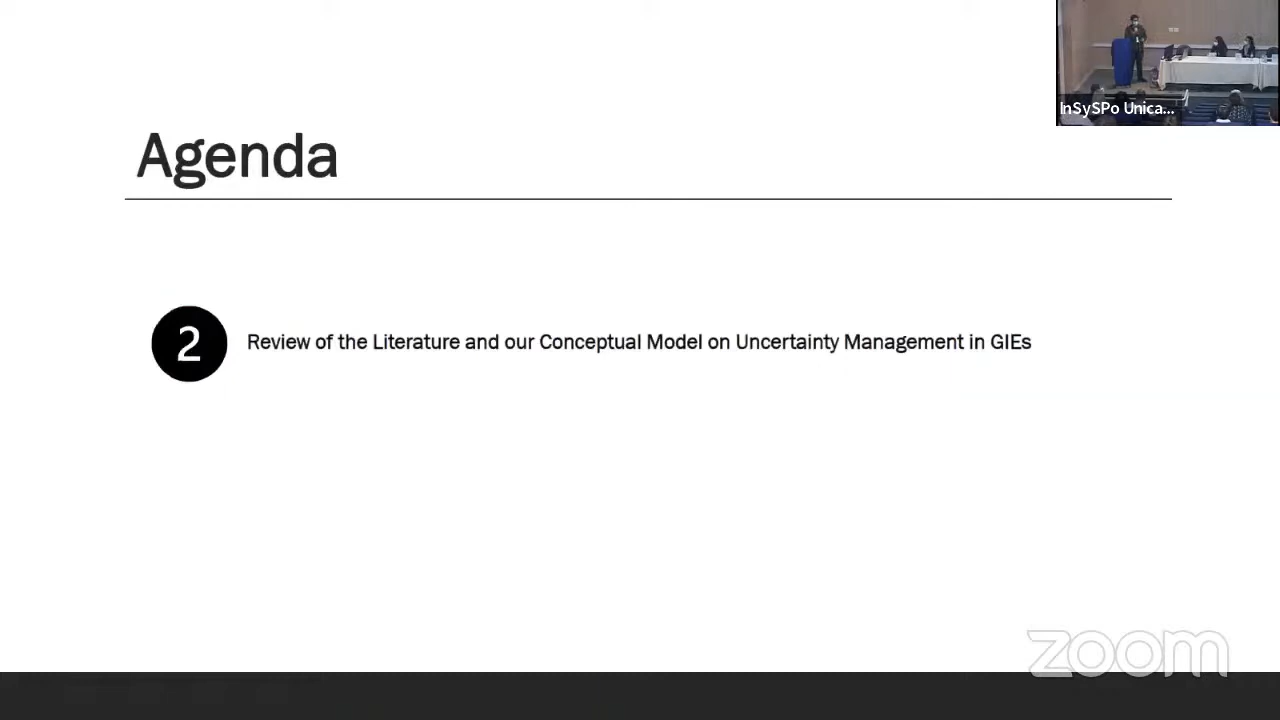 InSySPo Unica...
Agenda
2
Review of the Literature and our Conceptual Model on Uncertainty Management in GIEs
zoom